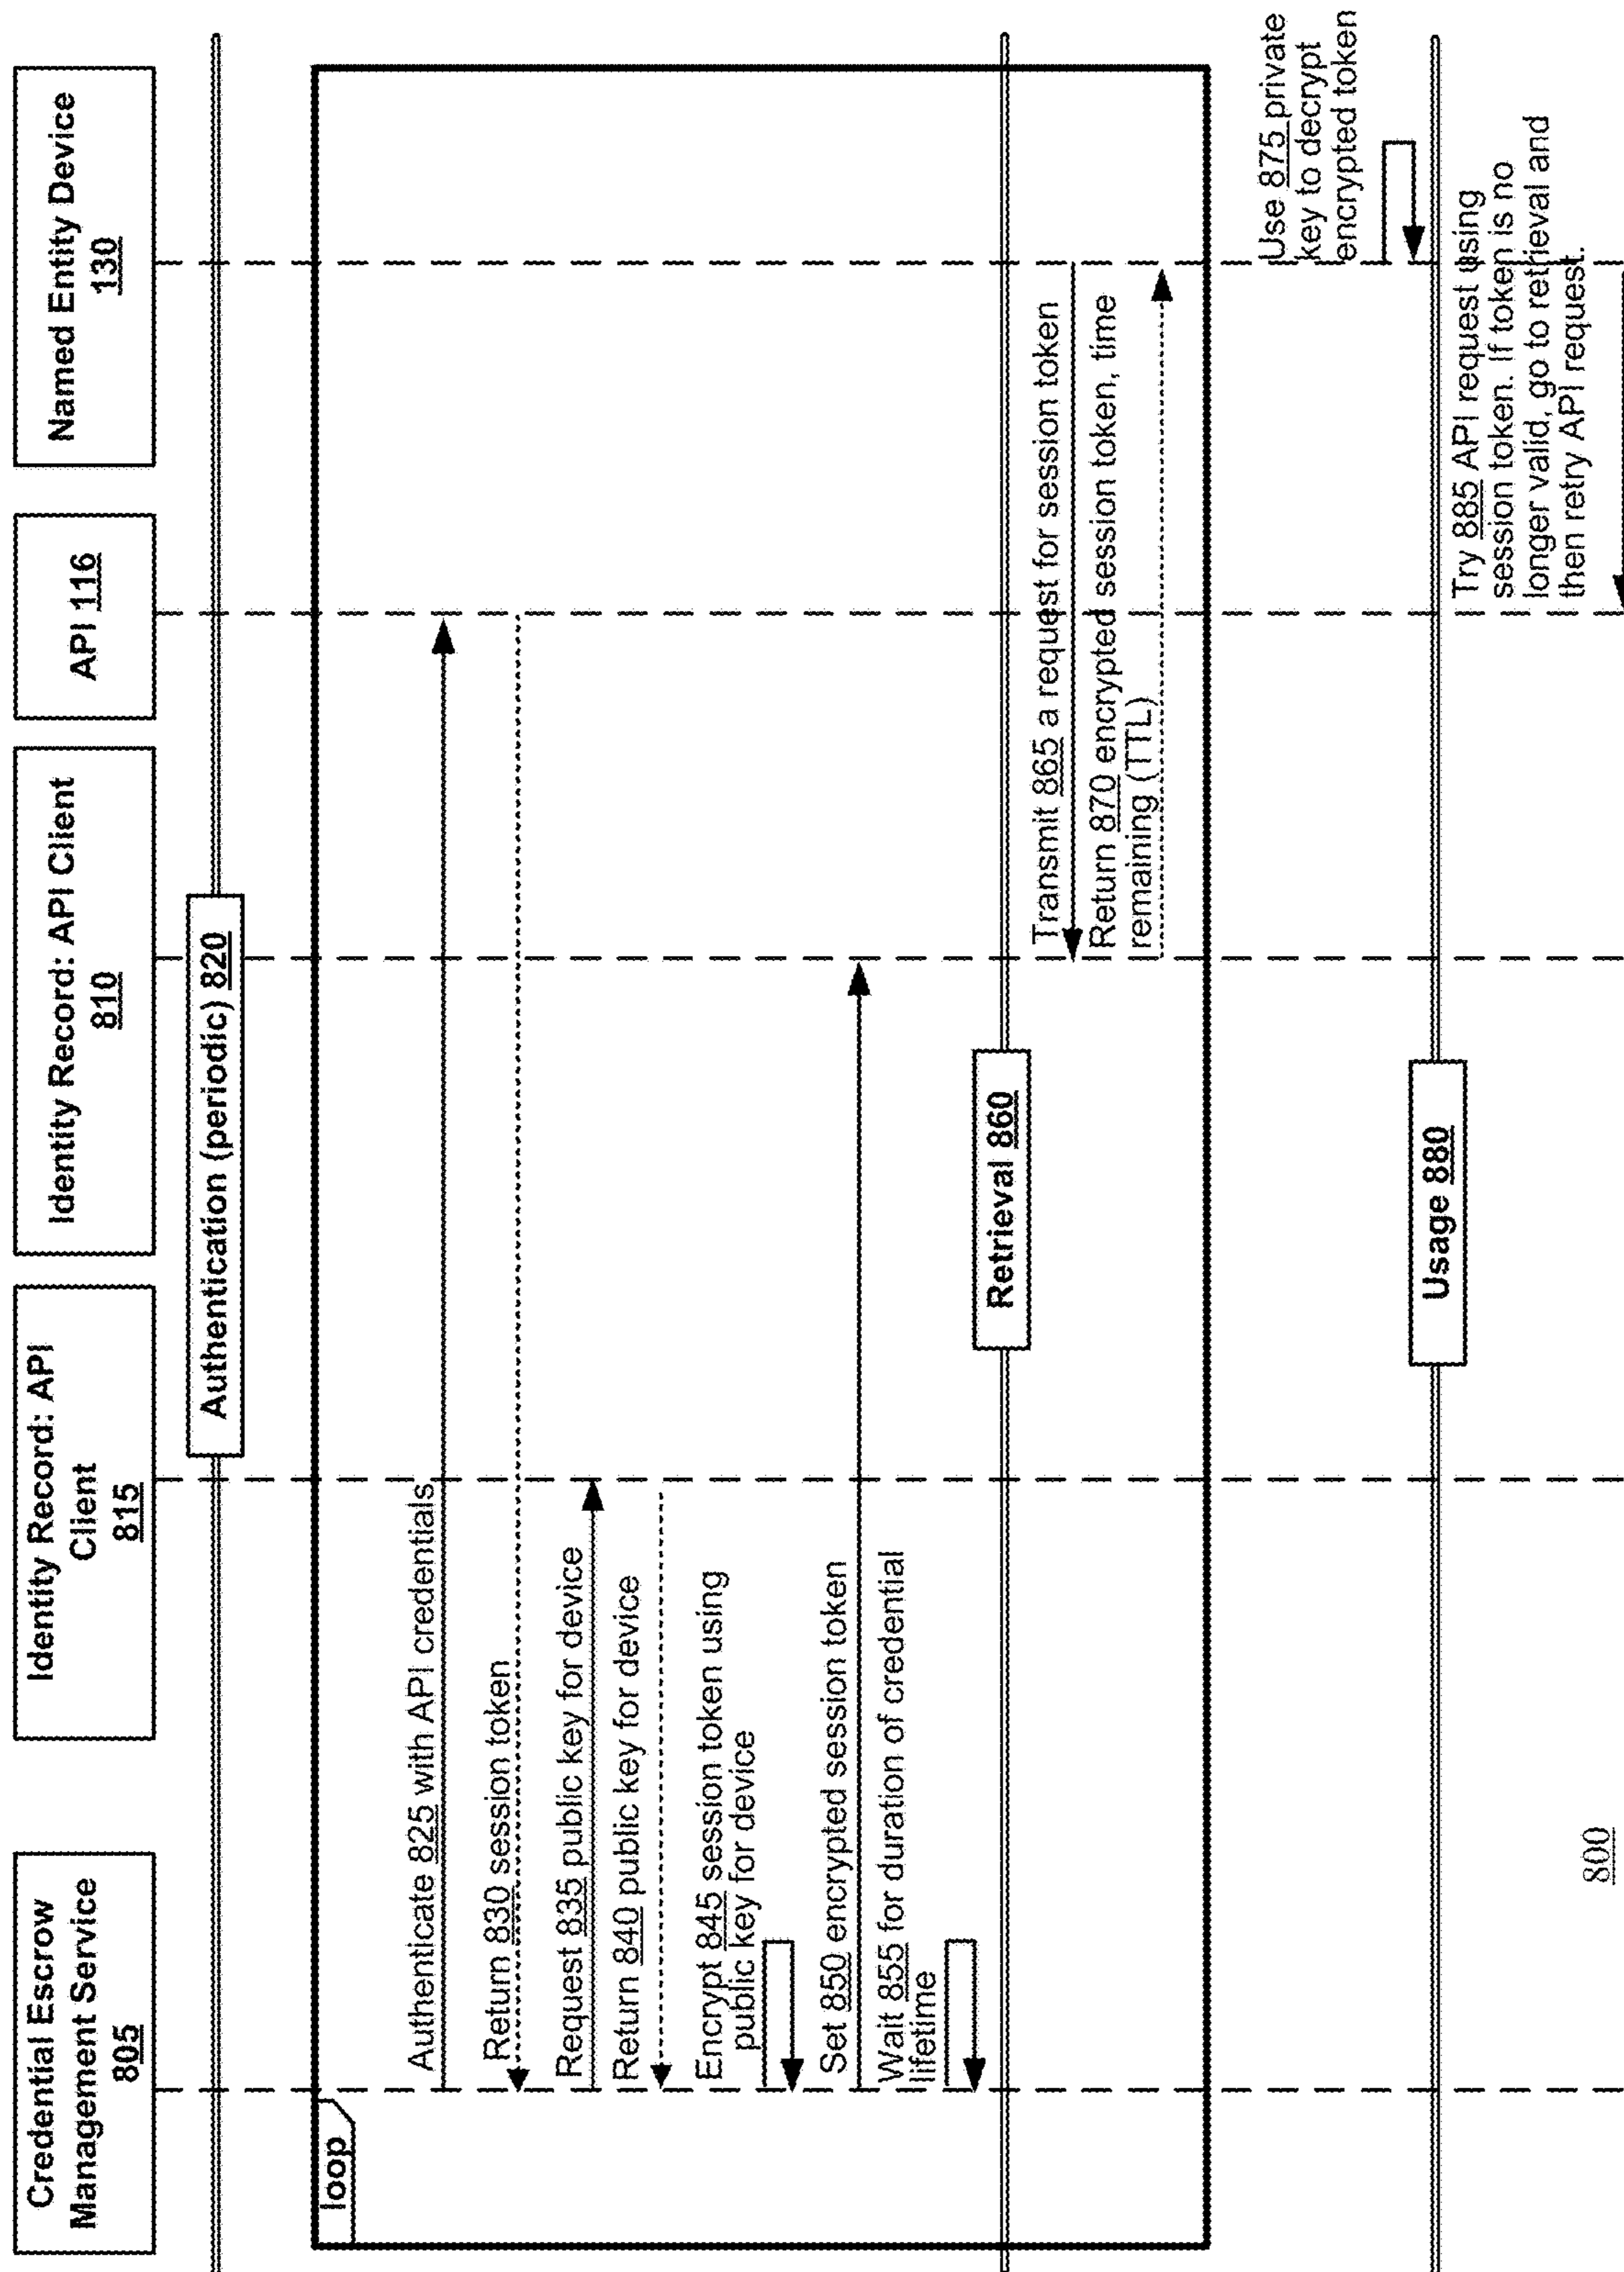 Credential Escrow
Management Service
805
Identity Record: API
Client
815
Identity Record: API Client
810
API 116
Named Entity Device
130
Authentication (periodic) 820
loop
Authenticate 825 with API credentials
Return 830 session token
Request 835 public key for device
Return 840 public key for device
Encrypt 845 session token using
public key for device
Set 850 encrypted session token
Wait 855 for duration of credential
lifetime
Retrieval 860
Transmit 865 a request for session token
Return 870 encrypted session token, time
remaining (TTL)
Use 875 private
key to decrypt
encrypted token
Usage 880
Try 885 API request using
session token. If token is no
longer valid, go to retrieval and
then retry API request.
800